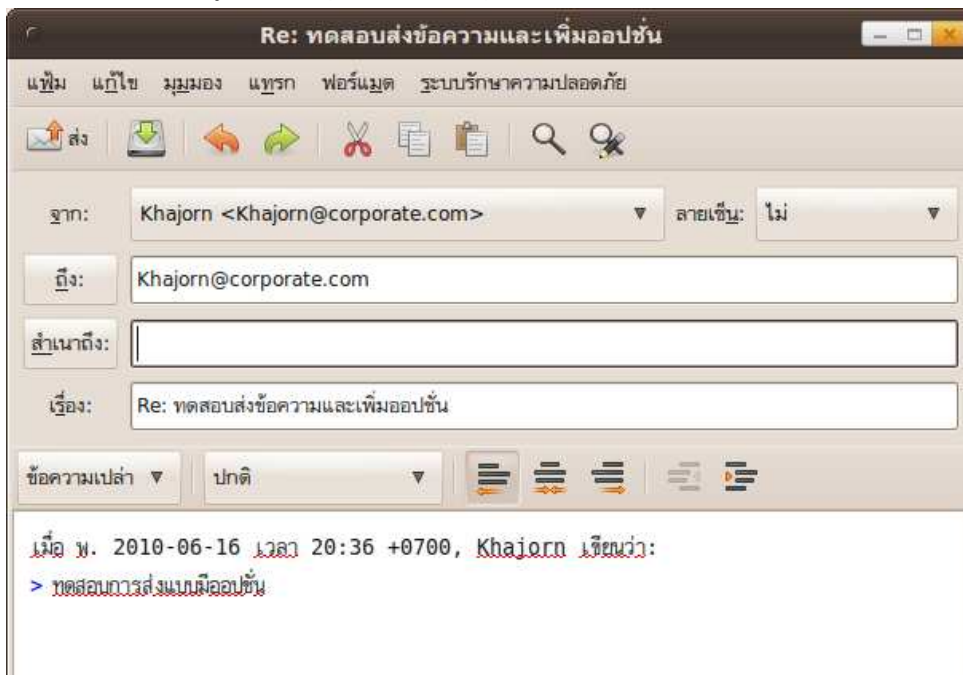 Re: ทดสอบส่งข้อความและเพิ่มออปชั่น
แฟ้ม แก้ไข มุมมอง แทรก ฟอร์แมต ระบบรักษาความปลอดภัย
ส่ง
จาก: Khajorn <Khajorn@corporate.com> ลายเซ็น: ไม่
ถึง: Khajorn@corporate.com
สำเนาถึง:
เรื่อง: Re: ทดสอบส่งข้อความและเพิ่มออปชั่น
ข้อความเปล่า ปกติ
เมื่อ พ. 2010-06-16 เวลา 20:36 +0700, Khajorn เขียนว่า:
> ทดสอบการส่งแบบมีออปชั่น